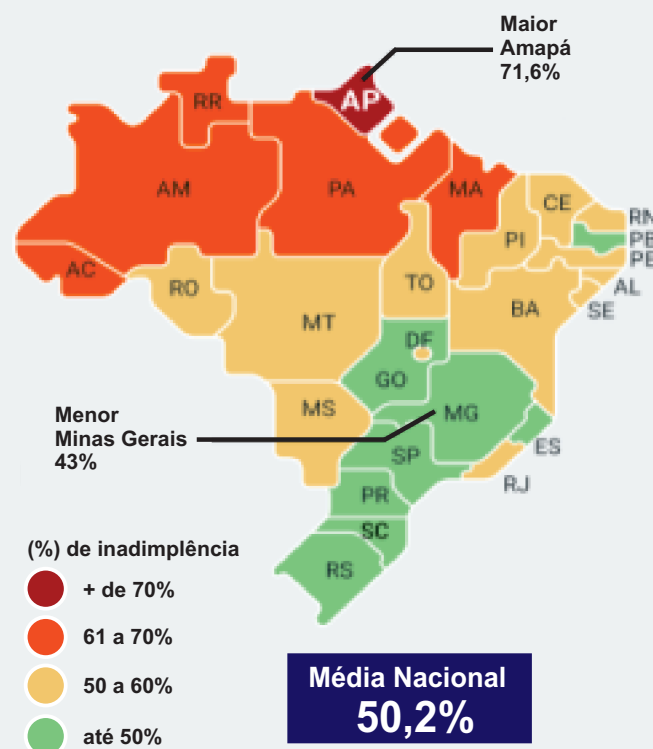 Maior
Amapá
71,6%
RR
AP
AM
PA
MA
CE
RN
PI
PB
PE
AC
RO
TO
AL
SE
BA
MT
DF
GO
MS
MG
Menor
Minas Gerais
43%
ES
SP
RJ
PR
SC
RS
(%) de inadimplência
+ de 70%
61 a 70%
50 a 60%
até 50%
Média Nacional
50,2%